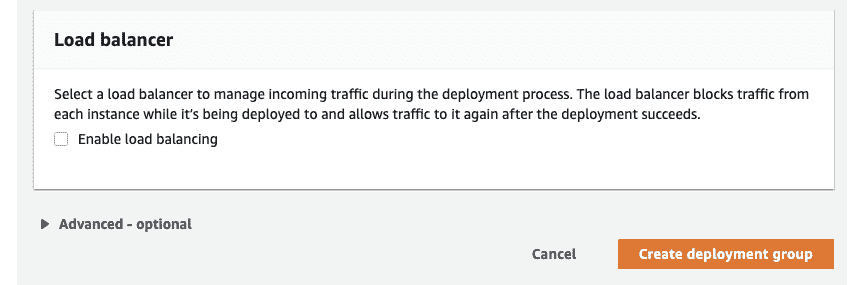 Load balancer
Select a load balancer to manage incoming traffic during the deployment process. The load balancer blocks traffic from
each instance while it's being deployed to and allows traffic to it again after the deployment succeeds.
Enable load balancing
Advanced - optional
Cancel
Create deployment group